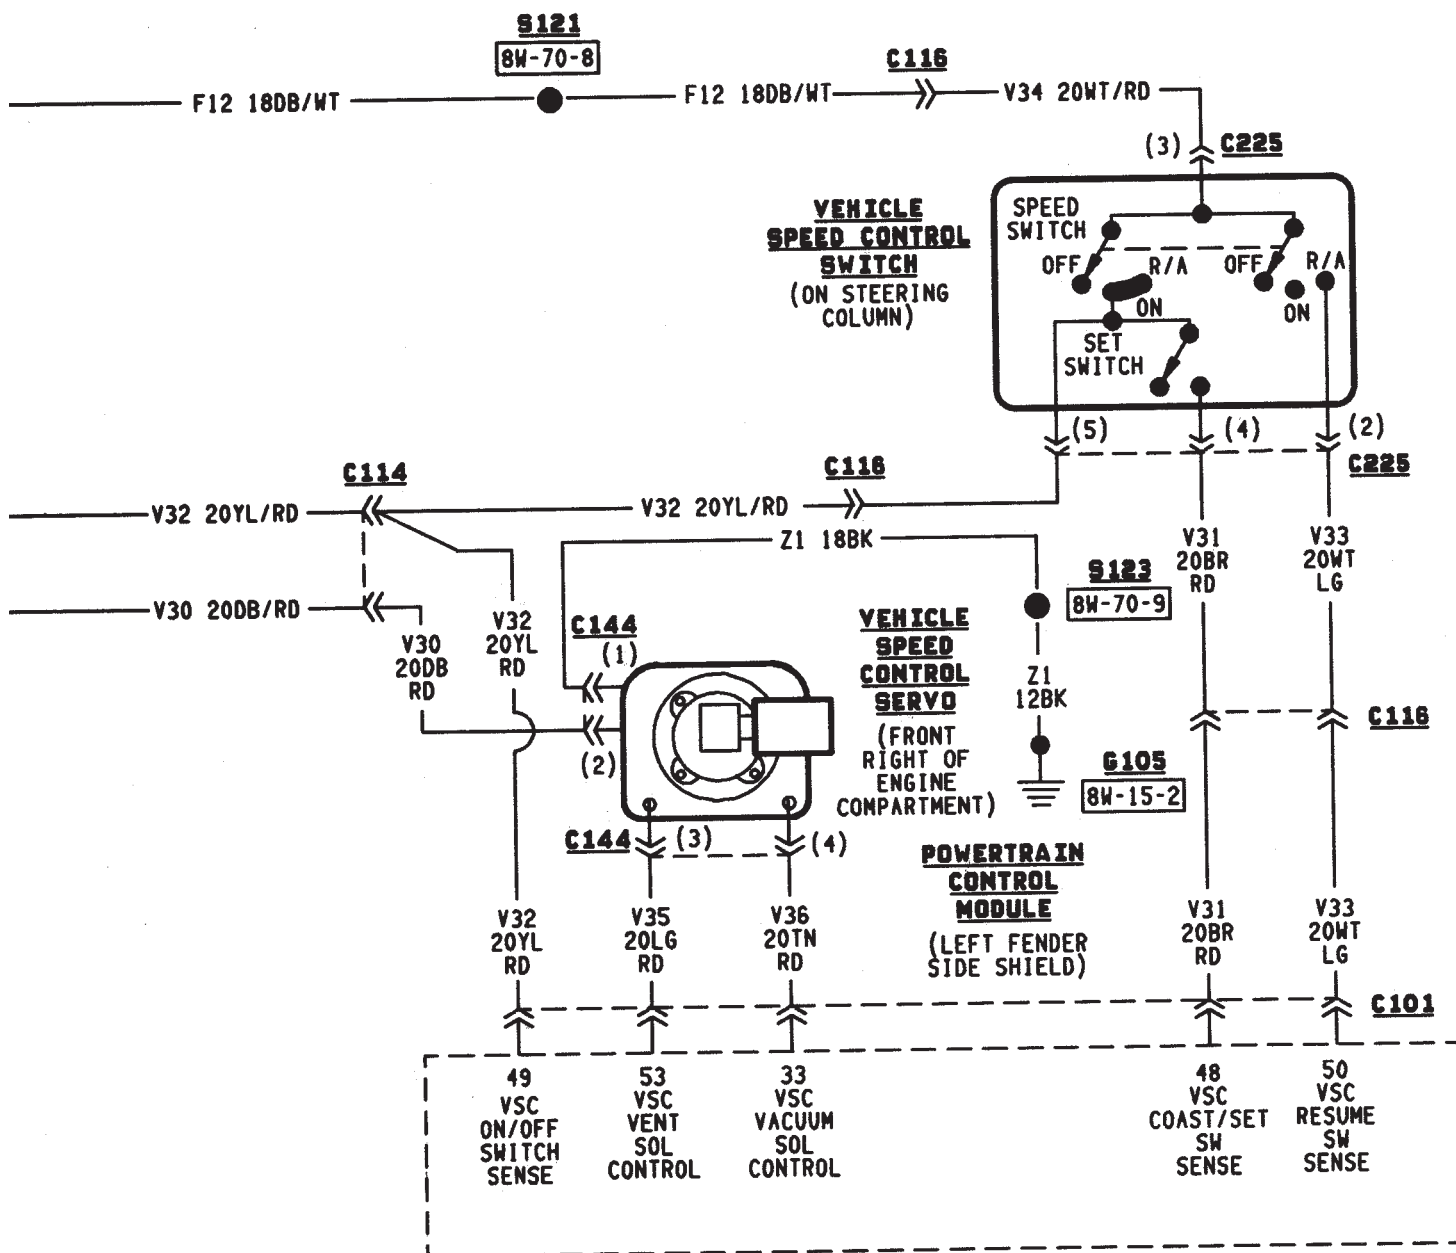 S121
8W-70-8
C116
F12 18DB/WT
F12 18DB/WT
V34 20WT/RD
(3)
C225
VEHICLE
SPEED CONTROL
SWITCH
(ON STEERING
COLUMN)
SPEED
SWITCH
OFF
R/A
ON
OFF
R/A
ON
SET
SWITCH
(5)
(4)
(2)
C225
C114
C116
V32 20YL/RD
V32 20YL/RD
Z1 18BK
V31
20BR
RD
V33
20WT
LG
S123
8W-70-9
V30 20DB/RD
V30
20DB
RD
V32
20YL
RD
C144
(1)
(2)
VEHICLE
SPEED
CONTROL
SERVO
(FRONT
RIGHT OF
ENGINE
COMPARTMENT)
Z1
12BK
G105
8W-15-2
C116
C144
(3)
(4)
POWERTRAIN
CONTROL
MODULE
(LEFT FENDER
SIDE SHIELD)
V32
20YL
RD
V35
20LG
RD
V36
20TN
RD
V31
20BR
RD
V33
20WT
LG
C101
49
VSC
ON/OFF
SWITCH
SENSE
53
VSC
VENT
SOL
CONTROL
33
VSC
VACUUM
SOL
CONTROL
48
VSC
COAST/SET
SW
SENSE
50
VSC
RESUME
SW
SENSE